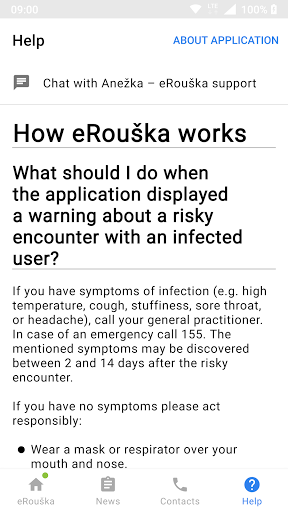 09:00
LTE
100%
Help
ABOUT APPLICATION
Chat with Anežka – eRouška support
How eRouška works
What should I do when
the application displayed
a warning about a risky
encounter with an infected
user?
If you have symptoms of infection (e.g. high
temperature, cough, stuffiness, sore throat,
or headache), call your general practitioner.
In case of an emergency call 155. The
mentioned symptoms may be discovered
between 2 and 14 days after the risky
encounter.
If you have no symptoms please act
responsibly:
● Wear a mask or respirator over your
mouth and nose.
eRouška
News
Contacts
Help